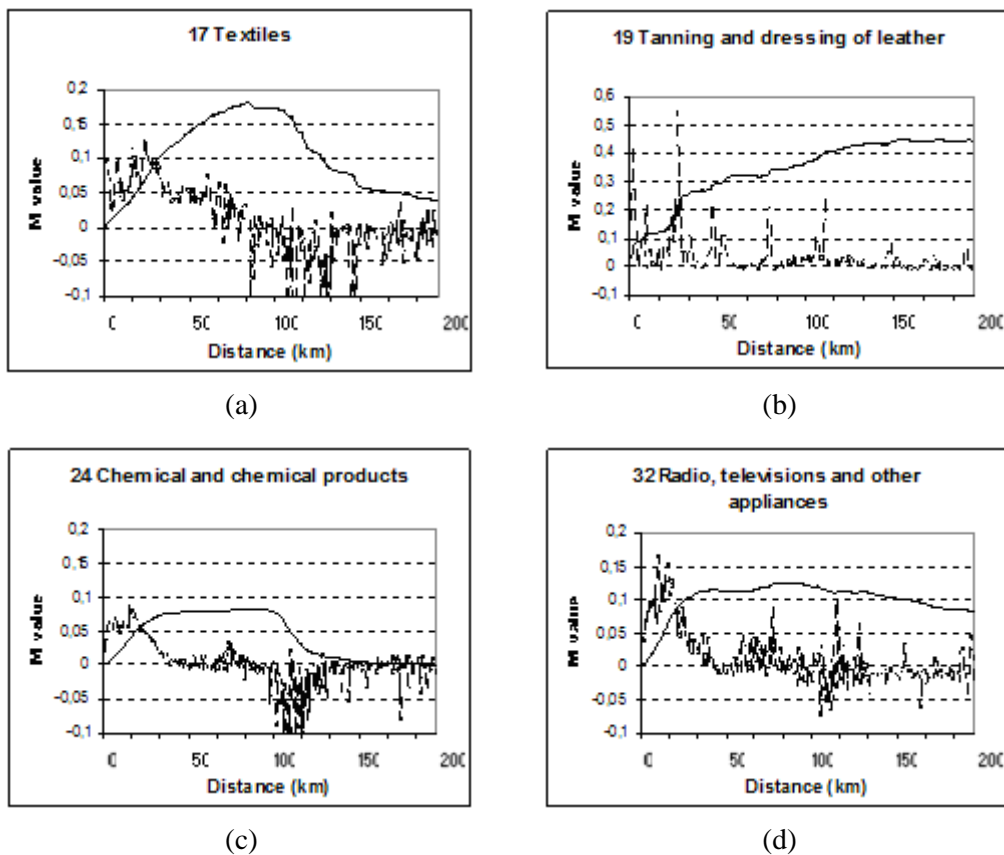 17 Textiles
M value
0,2
0,15
0,1
0,05
0
-0,05
-0,1
0 50 100 150 200
Distance (km)
(a)
19 Tanning and dressing of leather
M value
0,6
0,5
0,4
0,3
0,2
0,1
0
-0,1
0 50 100 150 200
Distance (km)
(b)
24 Chemical and chemical products
M value
0,2
0,15
0,1
0,05
0
-0,05
-0,1
0 50 100 150 200
Distance (km)
(c)
32 Radio, televisions and other
appliances
M value
0,2
0,15
0,1
0,05
0
-0,05
-0,1
0 50 100 150 200
Distance (km)
(d)